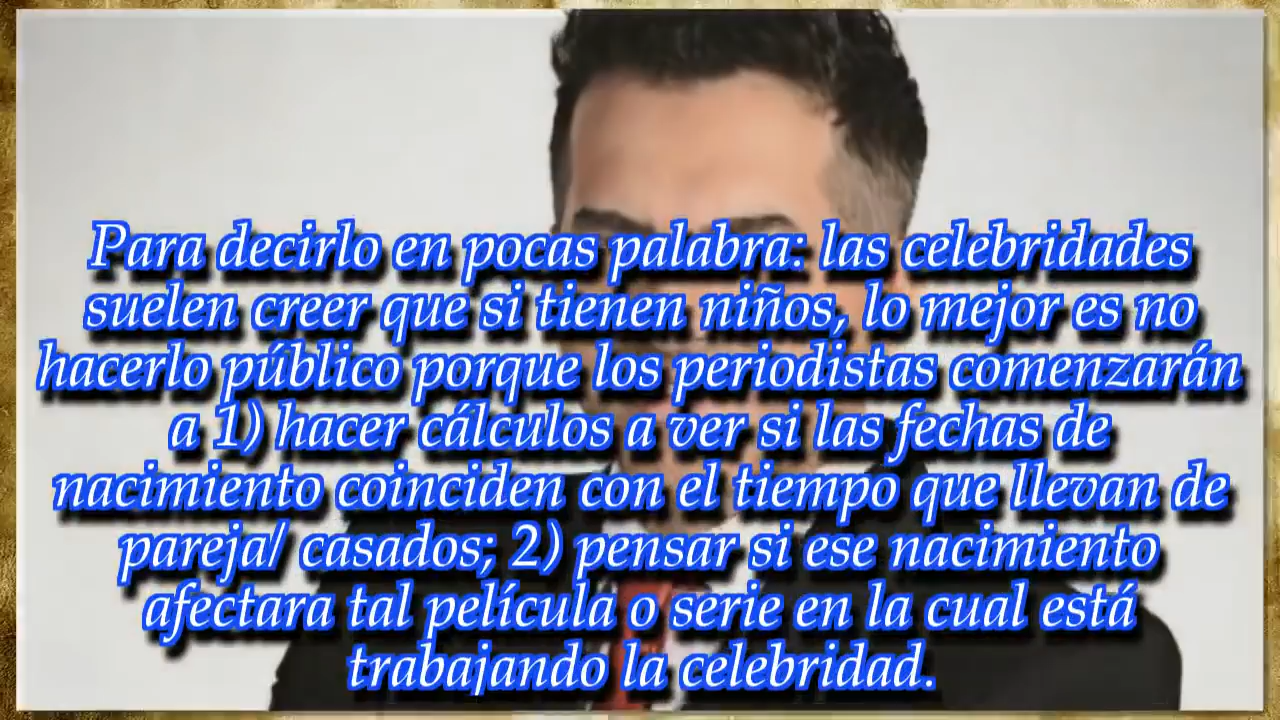 Para decirlo en pocas palabra: las celebridades
suelen creer que si tienen niños, lo mejor es no
hacerlo público porque los periodistas comenzarán
a 1) hacer cálculos a ver si las fechas de
nacimiento coinciden con el tiempo que llevan de
pareja/ casados; 2) pensar si ese nacimiento
afectara tal película o serie en la cual está
trabajando la celebridad.